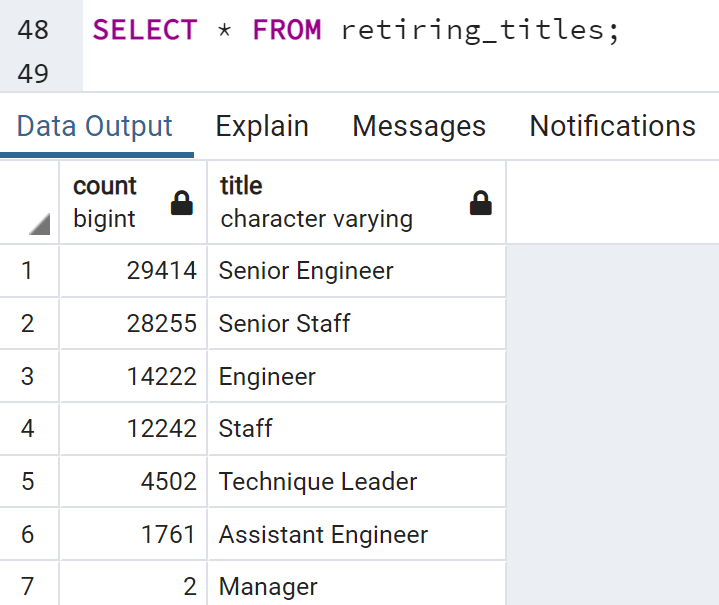 48 SELECT * FROM retiring_titles;
49
Data Output Explain Messages Notifications
count title
bigint character varying
1 29414 Senior Engineer
2 28255 Senior Staff
3 14222 Engineer
4 12242 Staff
5 4502 Technique Leader
6 1761 Assistant Engineer
7 2 Manager